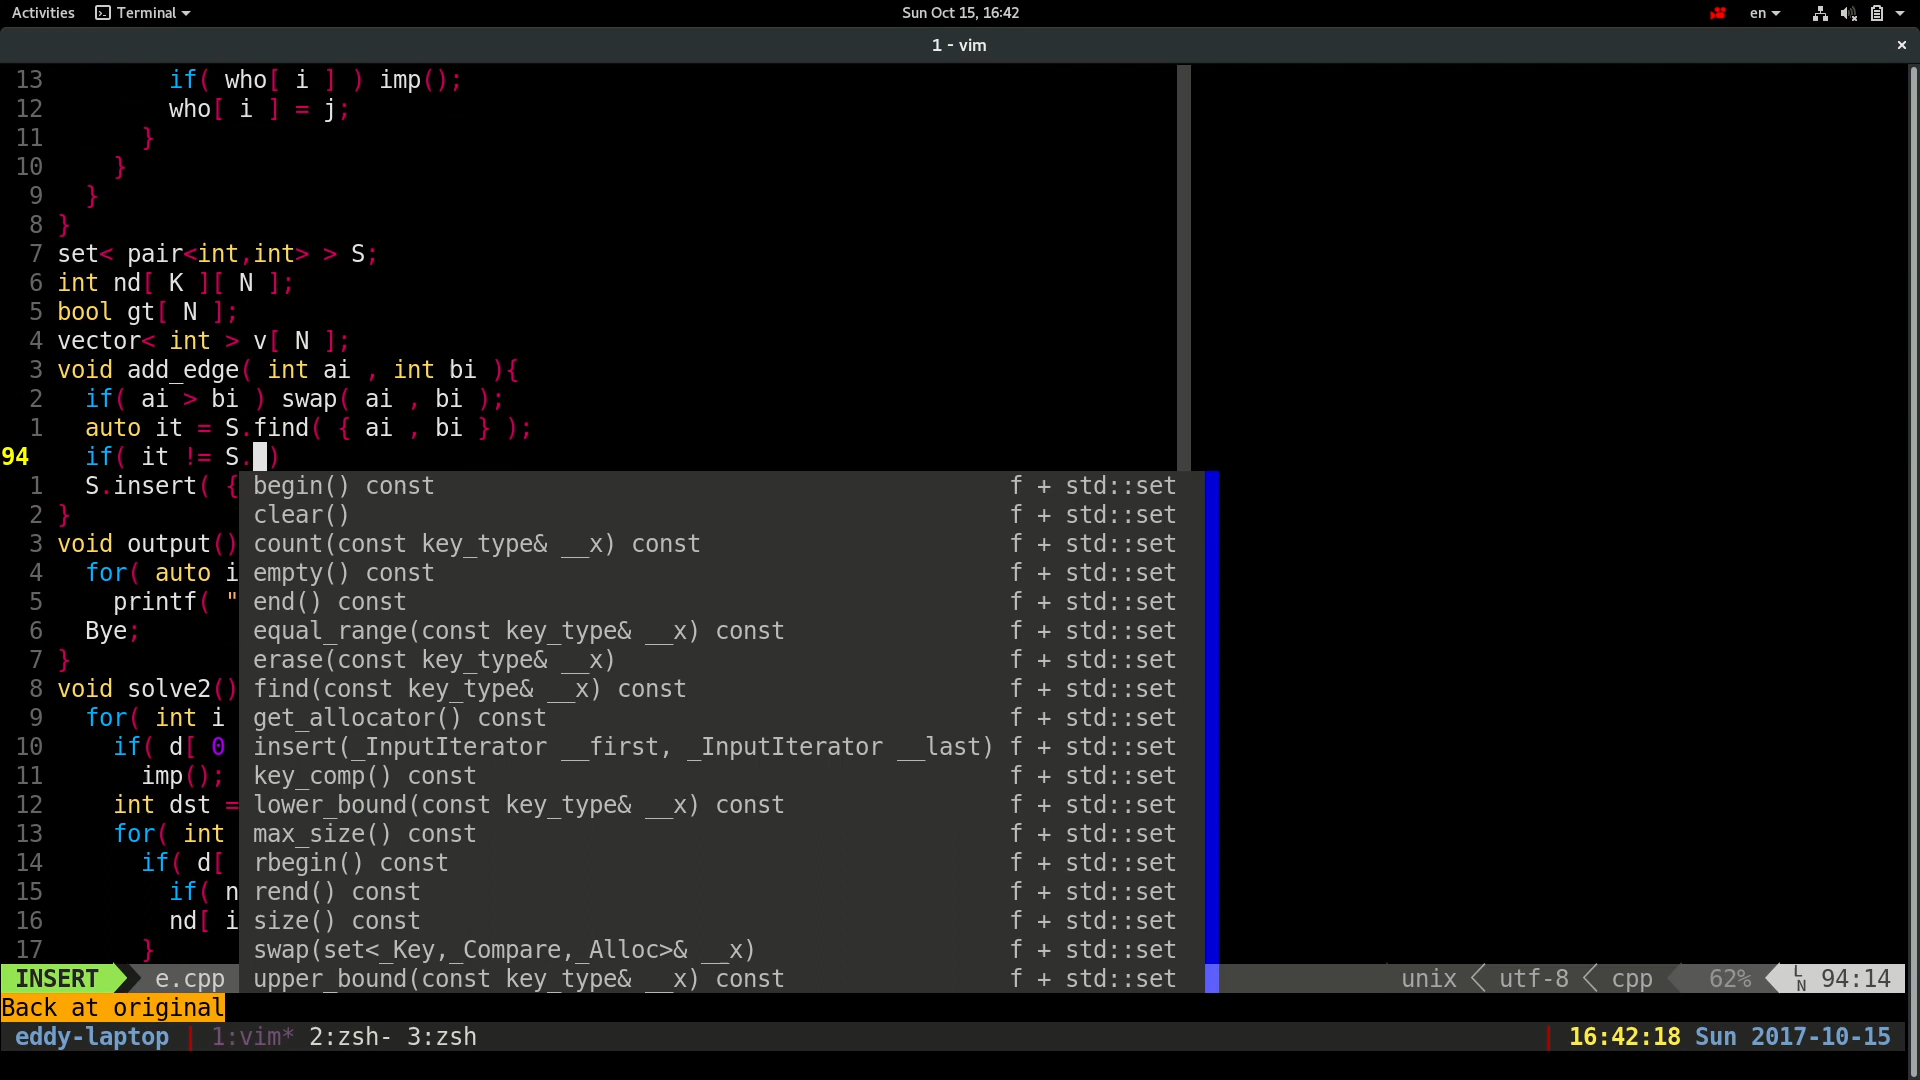 Activities Terminal Sun Oct 15, 16:42 en
1 - vim
13 if( who[ i ] ) imp();
12 who[ i ] = j;
11 }
10 }
9 }
8 }
7 set< pair<int,int> > S;
6 int nd[ K ][ N ];
5 bool gt[ N ];
4 vector< int > v[ N ];
3 void add_edge( int ai , int bi ){
2 if( ai > bi ) swap( ai , bi );
1 auto it = S.find( { ai , bi } );
94 if( it != S. )
1 S.insert( { begin() const f + std::set
2 } clear() f + std::set
3 void output() count(const key_type& __x) const f + std::set
4 for( auto i empty() const f + std::set
5 printf( " end() const f + std::set
6 Bye; equal_range(const key_type& __x) const f + std::set
7 } erase(const key_type& __x) f + std::set
8 void solve2() find(const key_type& __x) const f + std::set
9 for( int i get_allocator() const f + std::set
10 if( d[ 0 insert(_InputIterator __first, _InputIterator __last) f + std::set
11 imp(); key_comp() const f + std::set
12 int dst = lower_bound(const key_type& __x) const f + std::set
13 for( int max_size() const f + std::set
14 if( d[ rbegin() const f + std::set
15 if( n rend() const f + std::set
16 nd[ i size() const f + std::set
17 } swap(set<_Key,_Compare,_Alloc>& __x) f + std::set
INSERT e.cpp upper_bound(const key_type& __x) const f + std::set unix utf-8 cpp 62% LN 94:14
Back at original
eddy-laptop 1:vim* 2:zsh- 3:zsh 16:42:18 Sun 2017-10-15